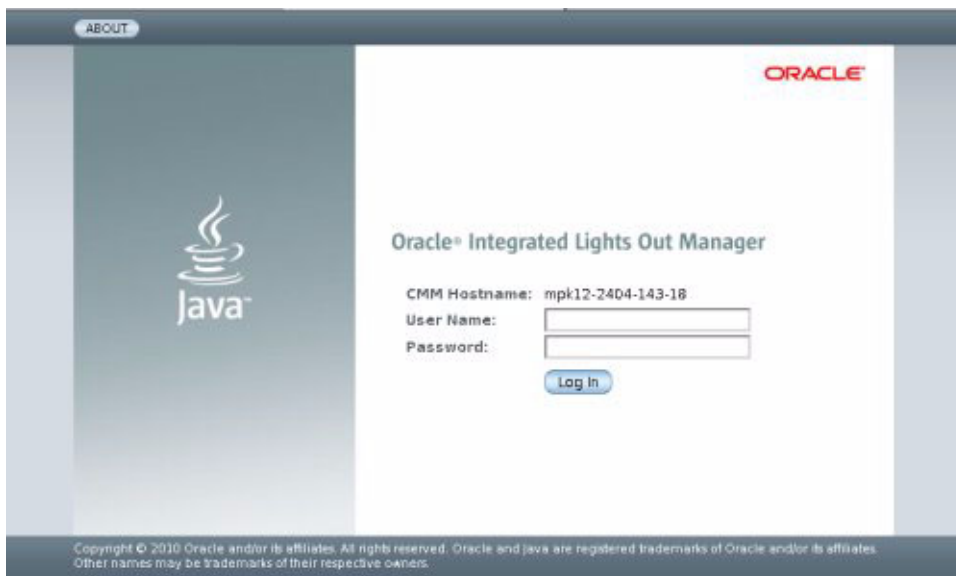 ABOUT
ORACLE
Java™
Oracle® Integrated Lights Out Manager
CMM Hostname: mpk12-2404-143-18
User Name:
Password:
Log In
Copyright © 2010 Oracle and/or its affiliates. All rights reserved. Oracle and Java are registered trademarks of Oracle and/or its affiliates.
Other names may be trademarks of their respective owners.